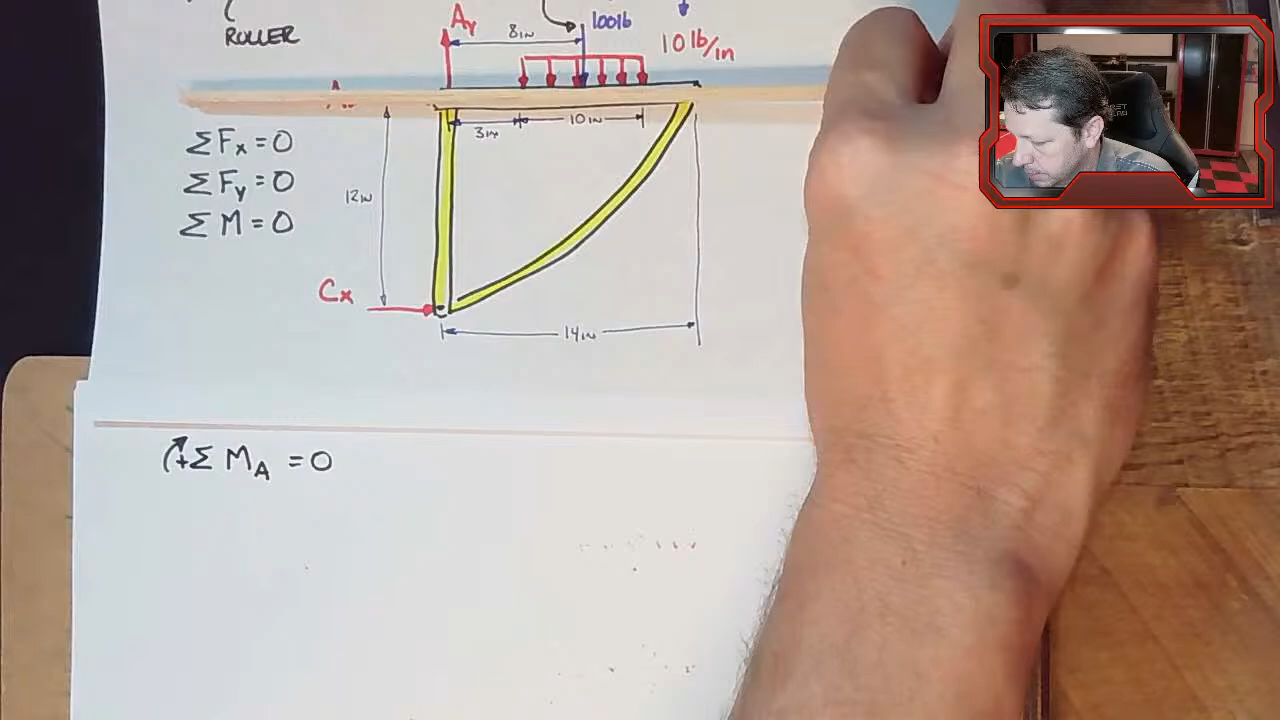 ROLLER
Ay
8in
100lb
10 lb/in
3in
10in
ΣFx=0
ΣFy=0
ΣM=0
12in
Cx
14in
+Σ MA = 0